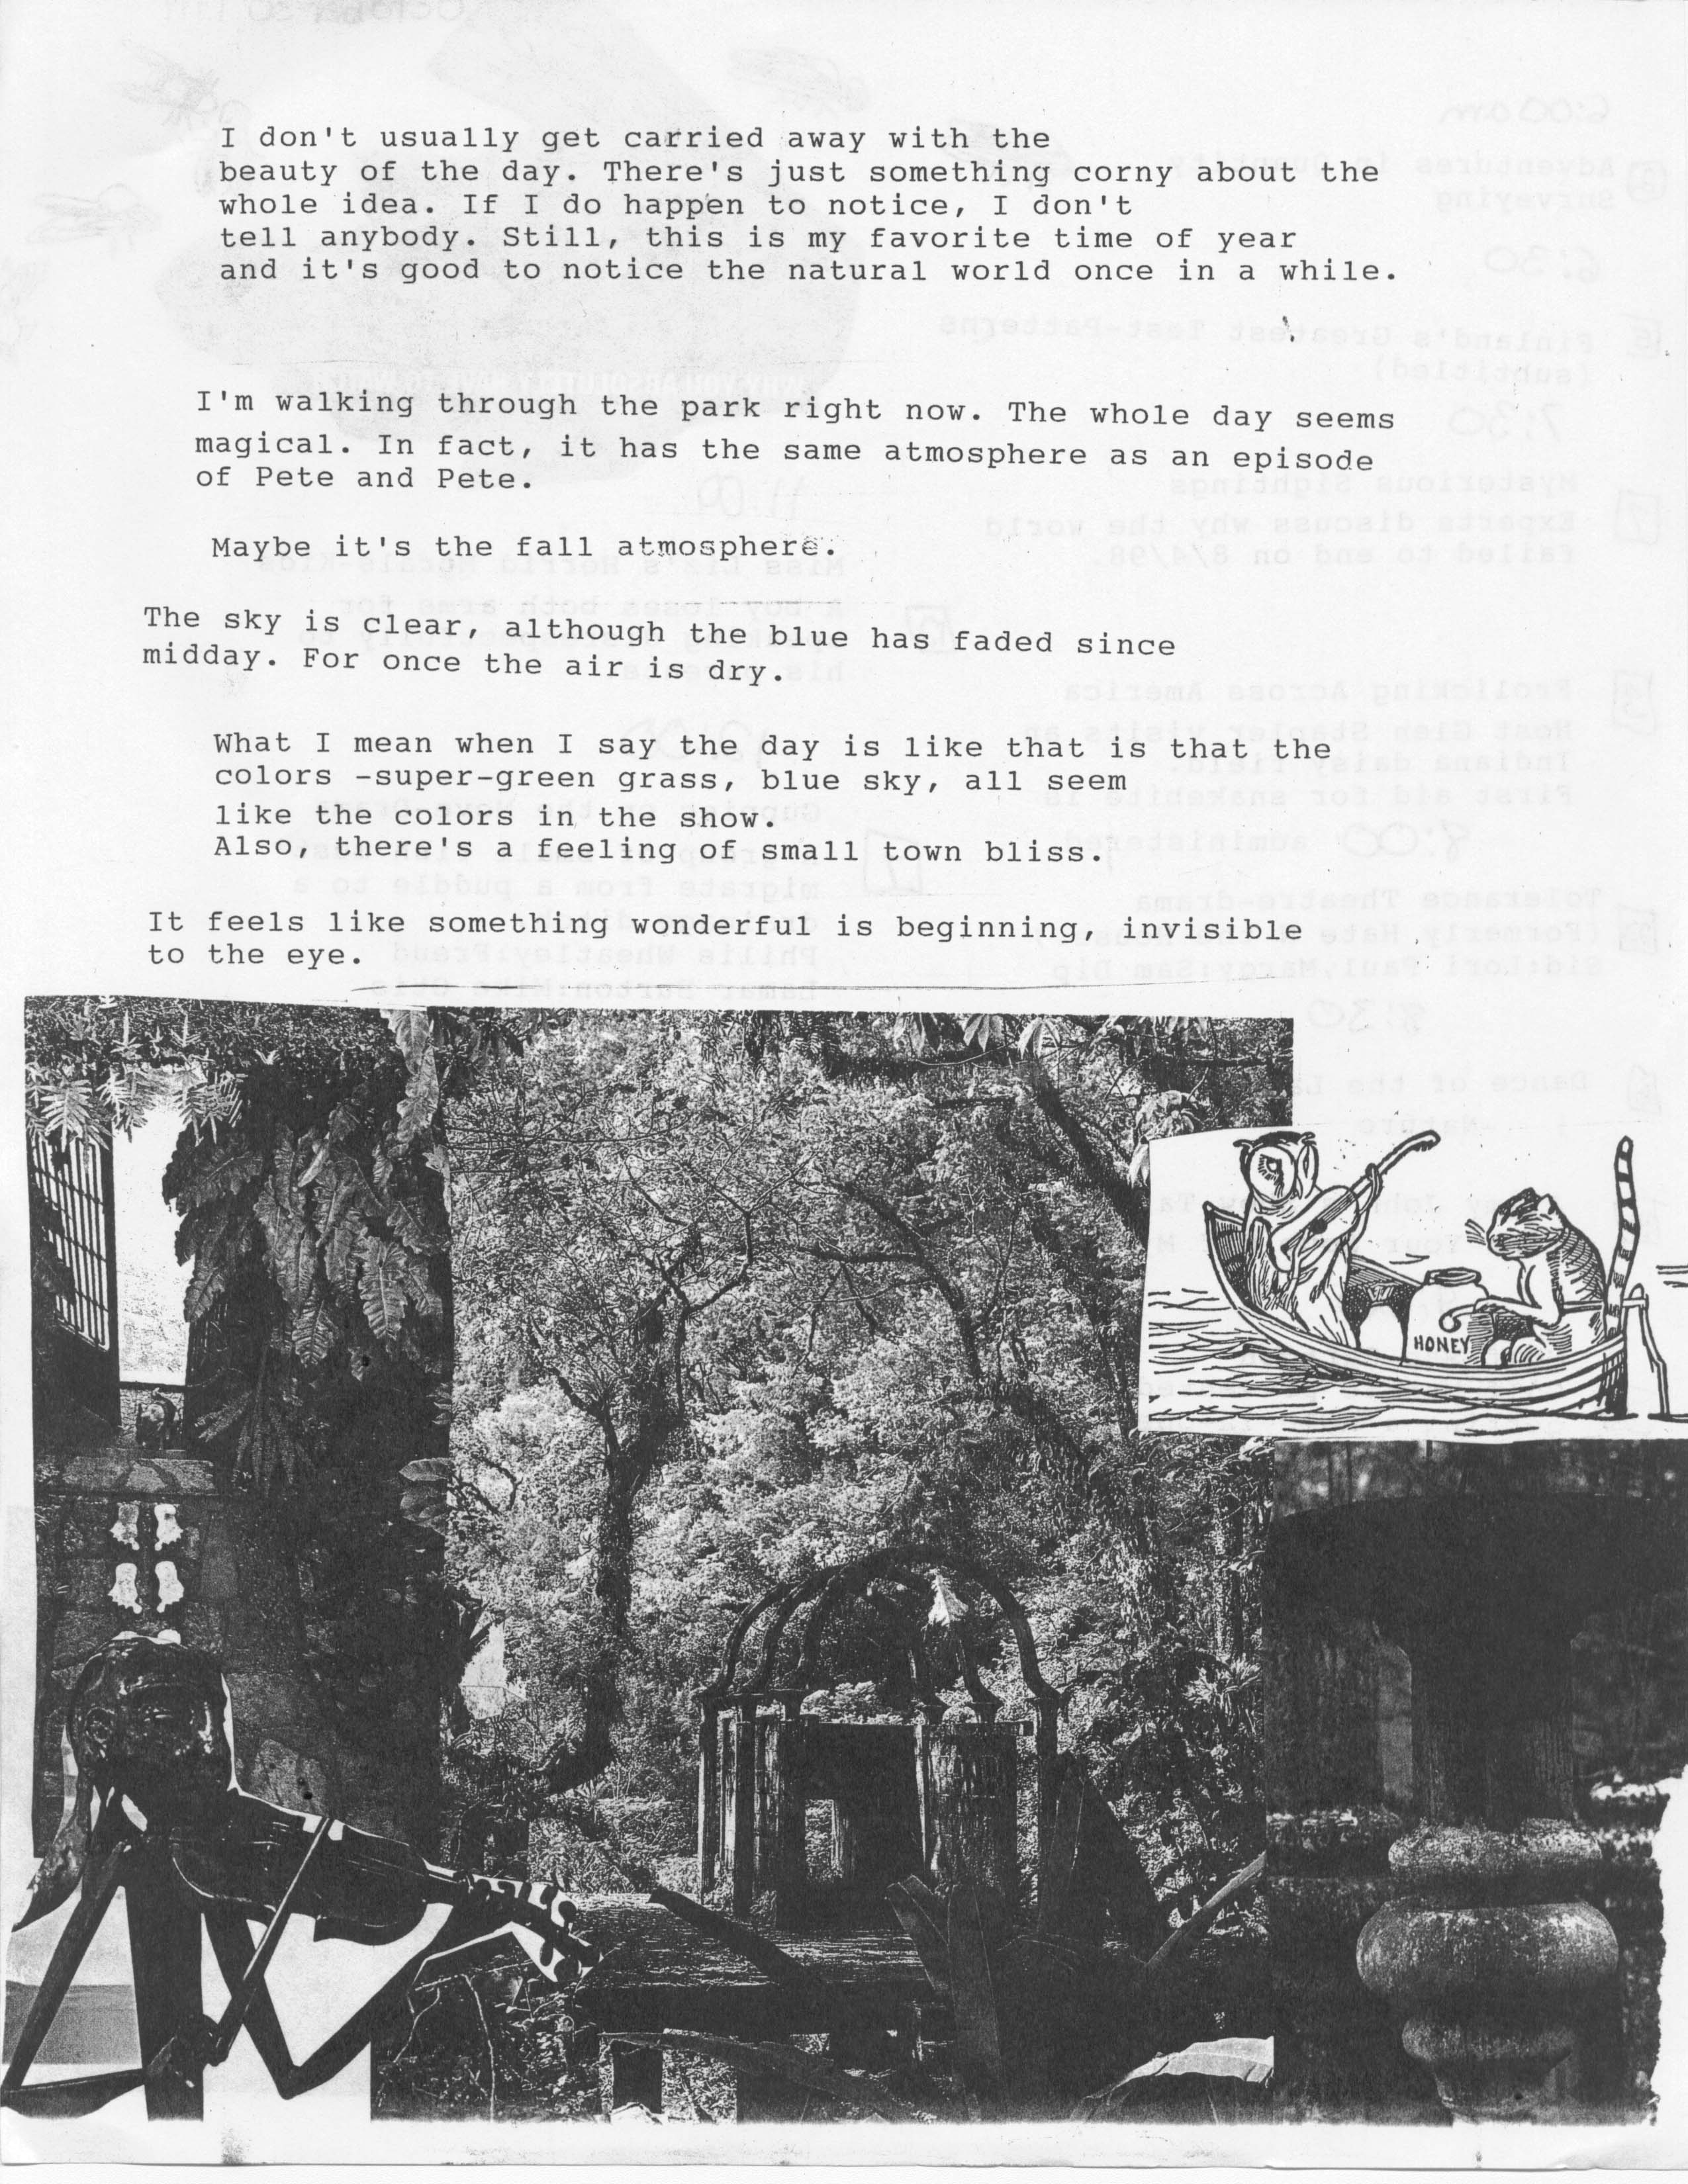 I don't usually get carried away with the
beauty of the day. There's just something corny about the
whole idea. If I do happen to notice, I don't
tell anybody. Still, this is my favorite time of year
and it's good to notice the natural world once in a while.
I'm walking through the park right now. The whole day seems
magical. In fact, it has the same atmosphere as an episode
of Pete and Pete.
Maybe it's the fall atmosphere.
The sky is clear, although the blue has faded since
midday. For once the air is dry.
What I mean when I say the day is like that is that the
colors -super-green grass, blue sky, all seem
like the colors in the show.
Also, there's a feeling of small town bliss.
It feels like something wonderful is beginning, invisible
to the eye.
HONEY